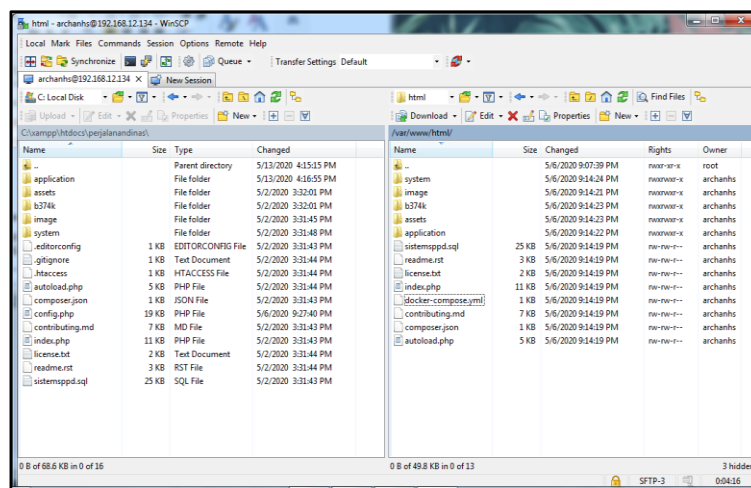 html - archanhs@192.168.12.134 - WinSCP
Local Mark Files Commands Session Options Remote Help
Synchronize Queue Transfer Settings Default
archanhs@192.168.12.134 × New Session
C: Local Disk html Find Files
Upload Edit Properties New Download Edit Properties New
C:\xampp\htdocs\perjalanandinas\ /var/www/html/
Name Size Type Changed Name Size Changed Rights Owner
.. Parent directory 5/13/2020 4:15:15 PM .. 5/6/2020 9:07:39 PM rwxr-xr-x root
application File folder 5/13/2020 4:16:55 PM system 5/6/2020 9:14:24 PM rwxrwxr-x archanhs
assets File folder 5/2/2020 3:32:01 PM image 5/6/2020 9:14:21 PM rwxrwxr-x archanhs
b374k File folder 5/2/2020 3:32:01 PM b374k 5/6/2020 9:14:23 PM rwxrwxr-x archanhs
image File folder 5/2/2020 3:31:45 PM assets 5/6/2020 9:14:23 PM rwxrwxr-x archanhs
system File folder 5/2/2020 3:31:48 PM application 5/6/2020 9:14:22 PM rwxrwxr-x archanhs
.editorconfig 1 KB EDITORCONFIG File 5/2/2020 3:31:43 PM sistemsppd.sql 25 KB 5/6/2020 9:14:19 PM rw-rw-r-- archanhs
.gitignore 1 KB Text Document 5/2/2020 3:31:43 PM readme.rst 3 KB 5/6/2020 9:14:19 PM rw-rw-r-- archanhs
.htaccess 1 KB HTACCESS File 5/2/2020 3:31:43 PM license.txt 2 KB 5/6/2020 9:14:19 PM rw-rw-r-- archanhs
autoload.php 5 KB PHP File 5/2/2020 3:31:43 PM index.php 11 KB 5/6/2020 9:14:19 PM rw-rw-r-- archanhs
composer.json 1 KB JSON File 5/2/2020 3:31:43 PM docker-compose.yml 1 KB 5/6/2020 9:14:19 PM rw-rw-r-- archanhs
config.php 19 KB PHP File 5/6/2020 9:27:40 PM contributing.md 7 KB 5/6/2020 9:14:19 PM rw-rw-r-- archanhs
contributing.md 7 KB MD File 5/2/2020 3:31:43 PM composer.json 1 KB 5/6/2020 9:14:19 PM rw-rw-r-- archanhs
index.php 11 KB PHP File 5/2/2020 3:31:44 PM autoload.php 5 KB 5/6/2020 9:14:19 PM rw-rw-r-- archanhs
license.txt 2 KB Text Document 5/2/2020 3:31:44 PM
readme.rst 3 KB RST File 5/2/2020 3:31:44 PM
sistemsppd.sql 25 KB SQL File 5/2/2020 3:31:43 PM
0 B of 68.6 KB in 0 of 16 0 B of 49.8 KB in 0 of 13 3 hidden
SFTP-3 0:04:16